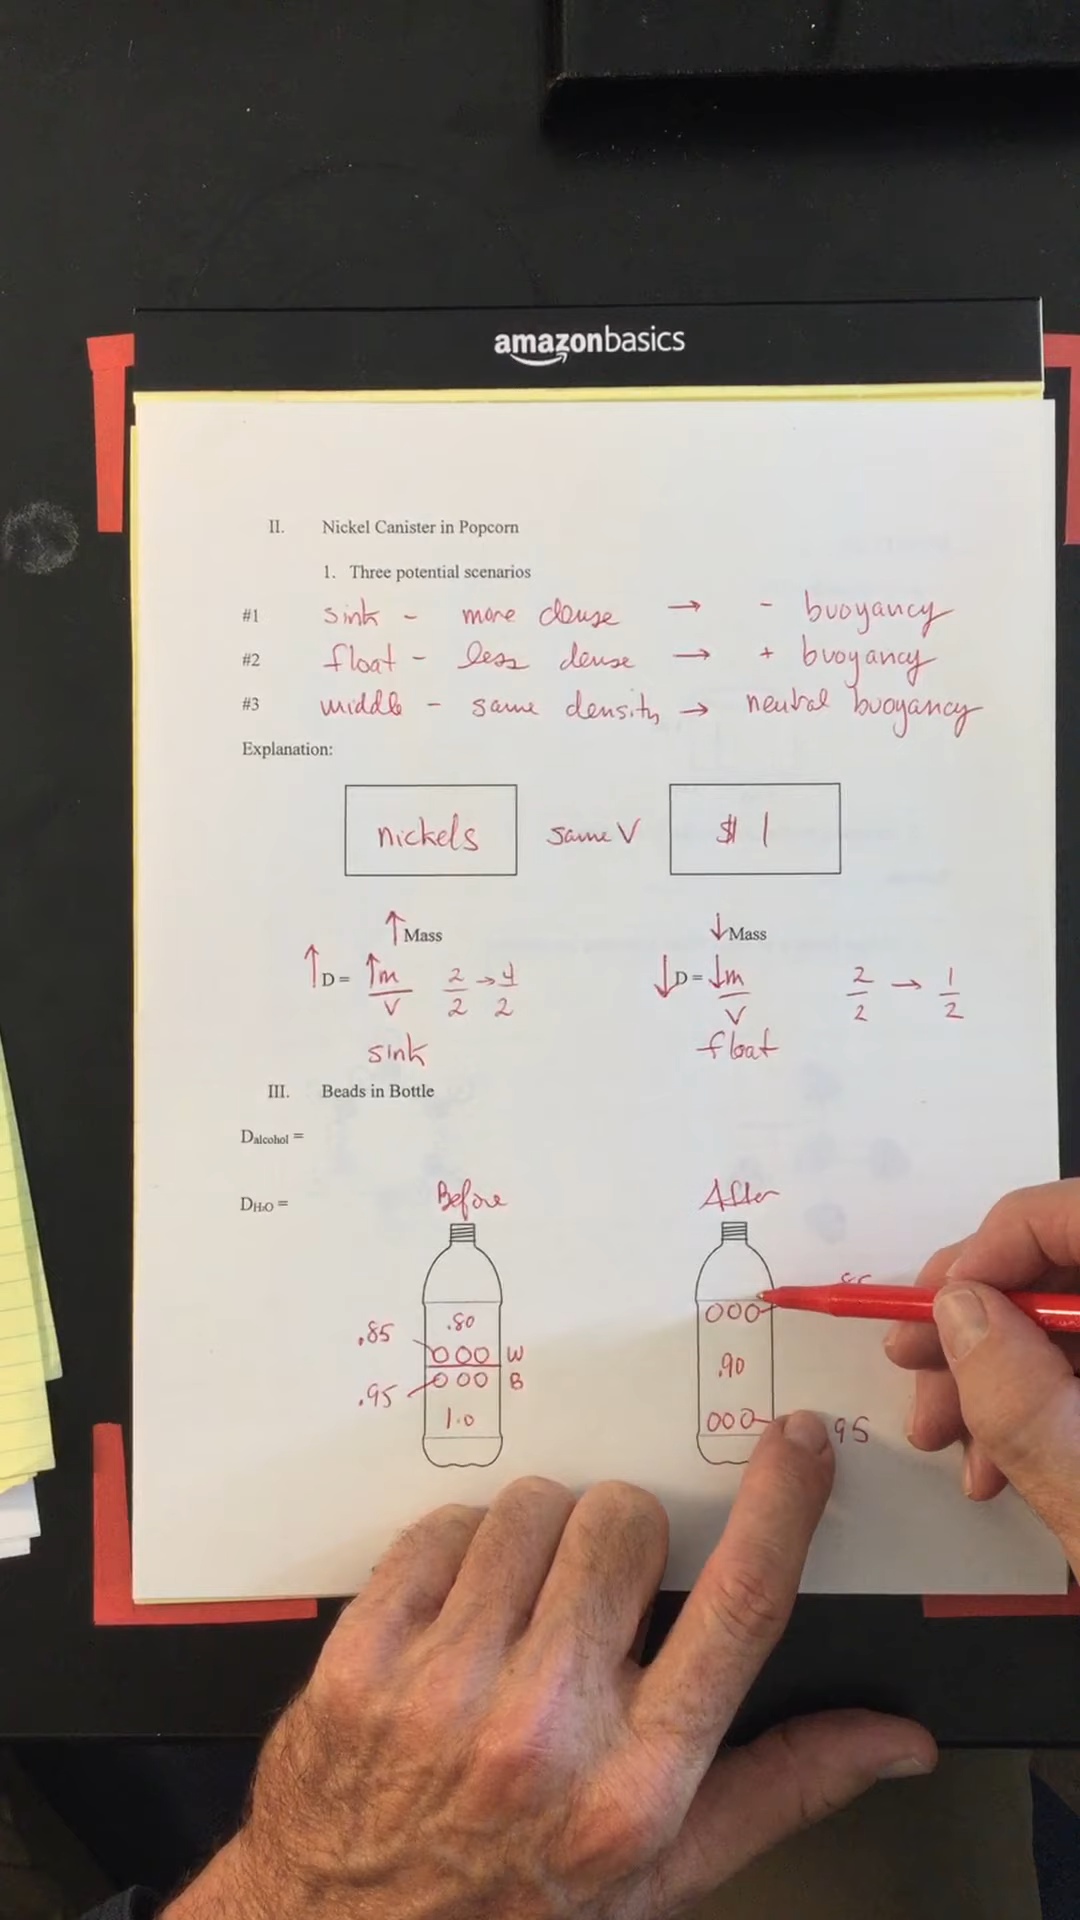 amazonbasics
II. Nickel Canister in Popcorn
1. Three potential scenarios
#1 sink - more dense → - buoyancy
#2 float - less dense → + buoyancy
#3 middle - same density → neutral buoyancy
Explanation:
nickels same V $ 1
↑ Mass ↓ Mass
↑ D = ↑m/V 2/2 → 4/2 ↓ D = ↓m/V 2/2 → 1/2
sink float
III. Beads in Bottle
Dalcohol =
DH2O = Before After
.80
.85 000 W 000
.95 000 B .90
1.0 000 95